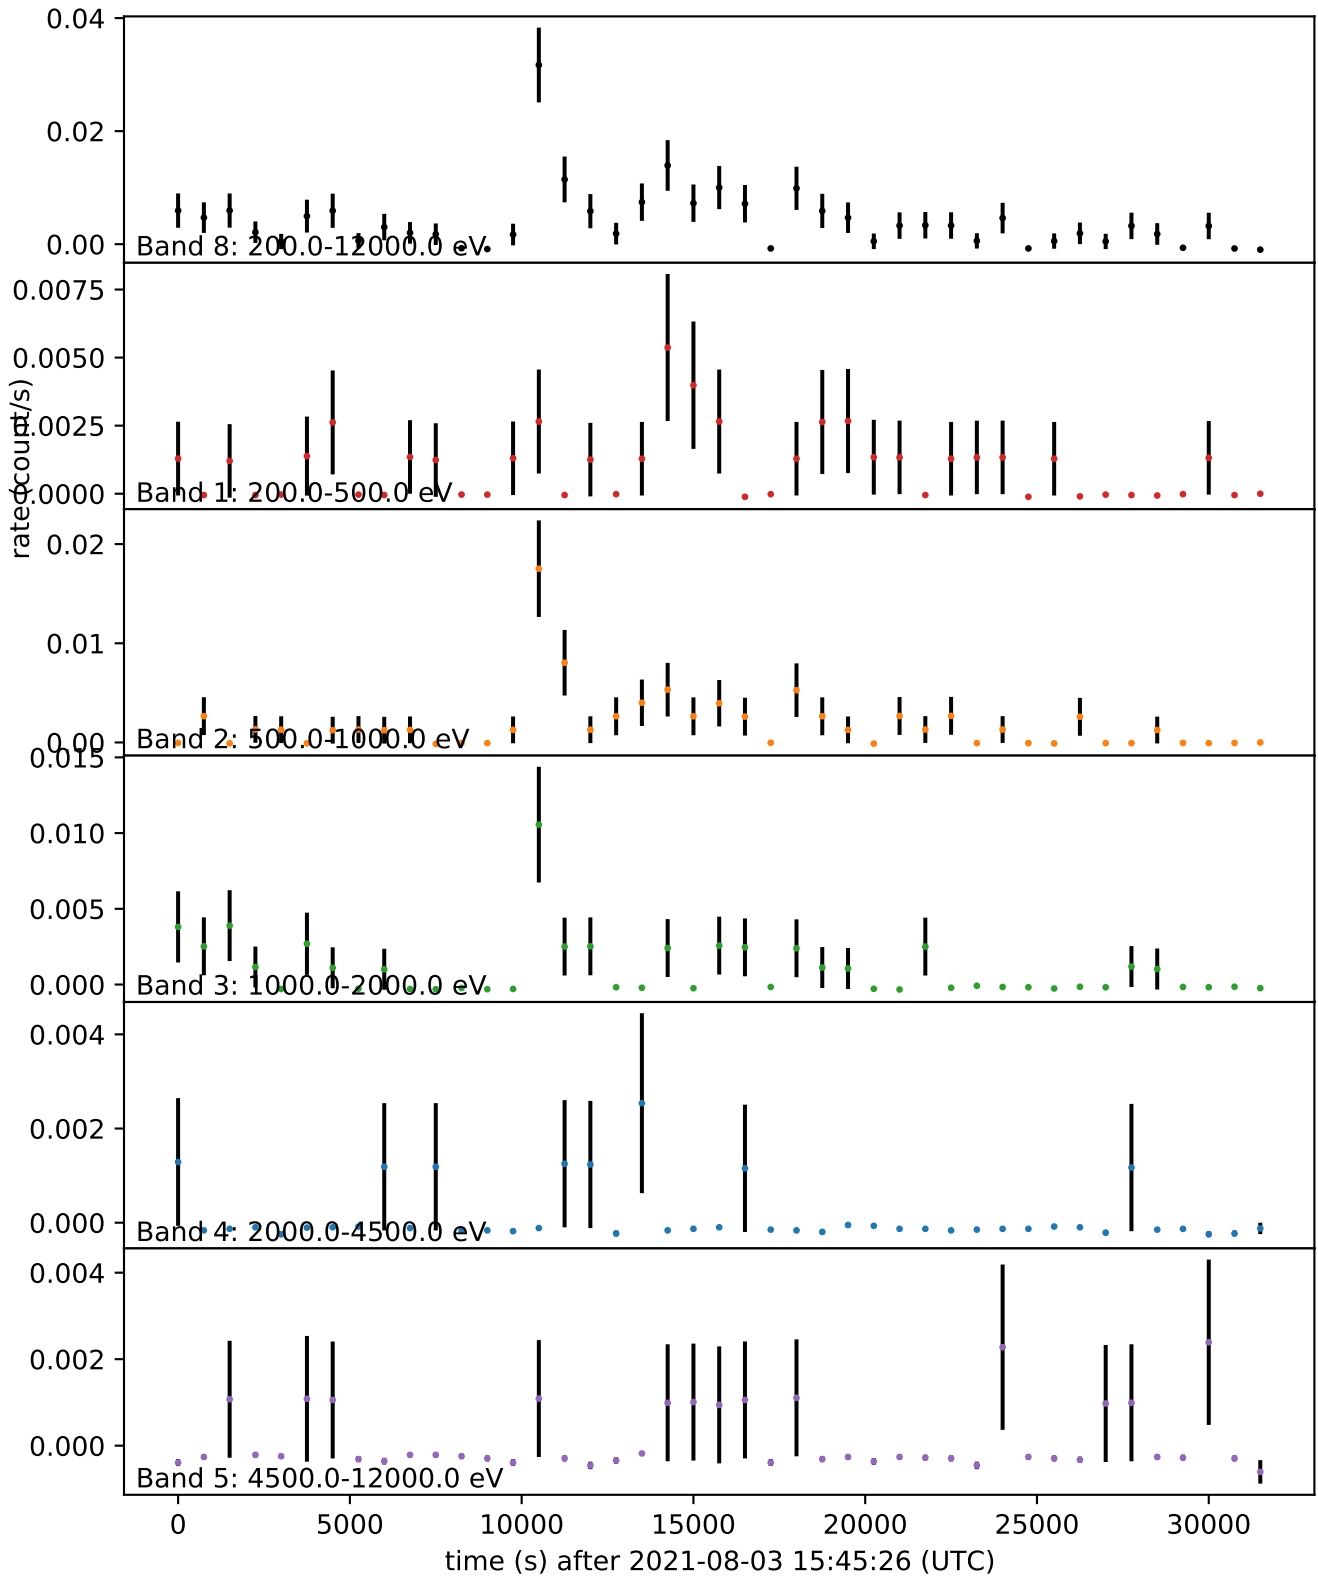 0.04
0.02
0.00
Band 8: 200.0-12000.0 eV
0.0075
0.0050
0.0025
0.0000
Band 1: 200.0-500.0 eV
rate (count/s)
0.02
0.01
0.00
Band 2: 500.0-1000.0 eV
0.015
0.010
0.005
0.000
Band 3: 1000.0-2000.0 eV
0.004
0.002
0.000
Band 4: 2000.0-4500.0 eV
0.004
0.002
0.000
Band 5: 4500.0-12000.0 eV
0 5000 10000 15000 20000 25000 30000
time (s) after 2021-08-03 15:45:26 (UTC)